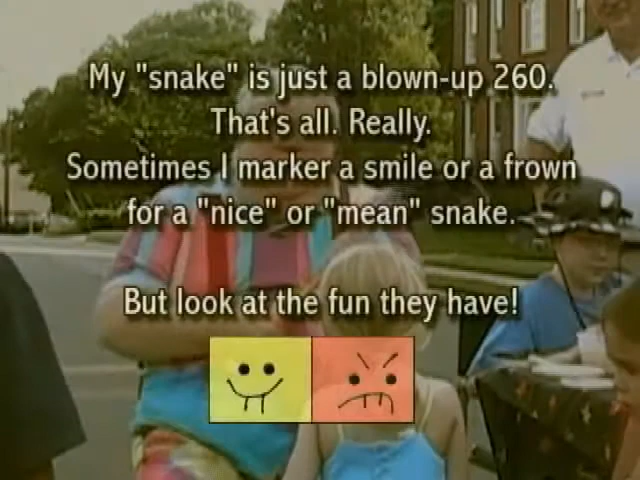 My "snake" is just a blown-up 260.
That's all. Really.
Sometimes I marker a smile or a frown
for a "nice" or "mean" snake.
But look at the fun they have!